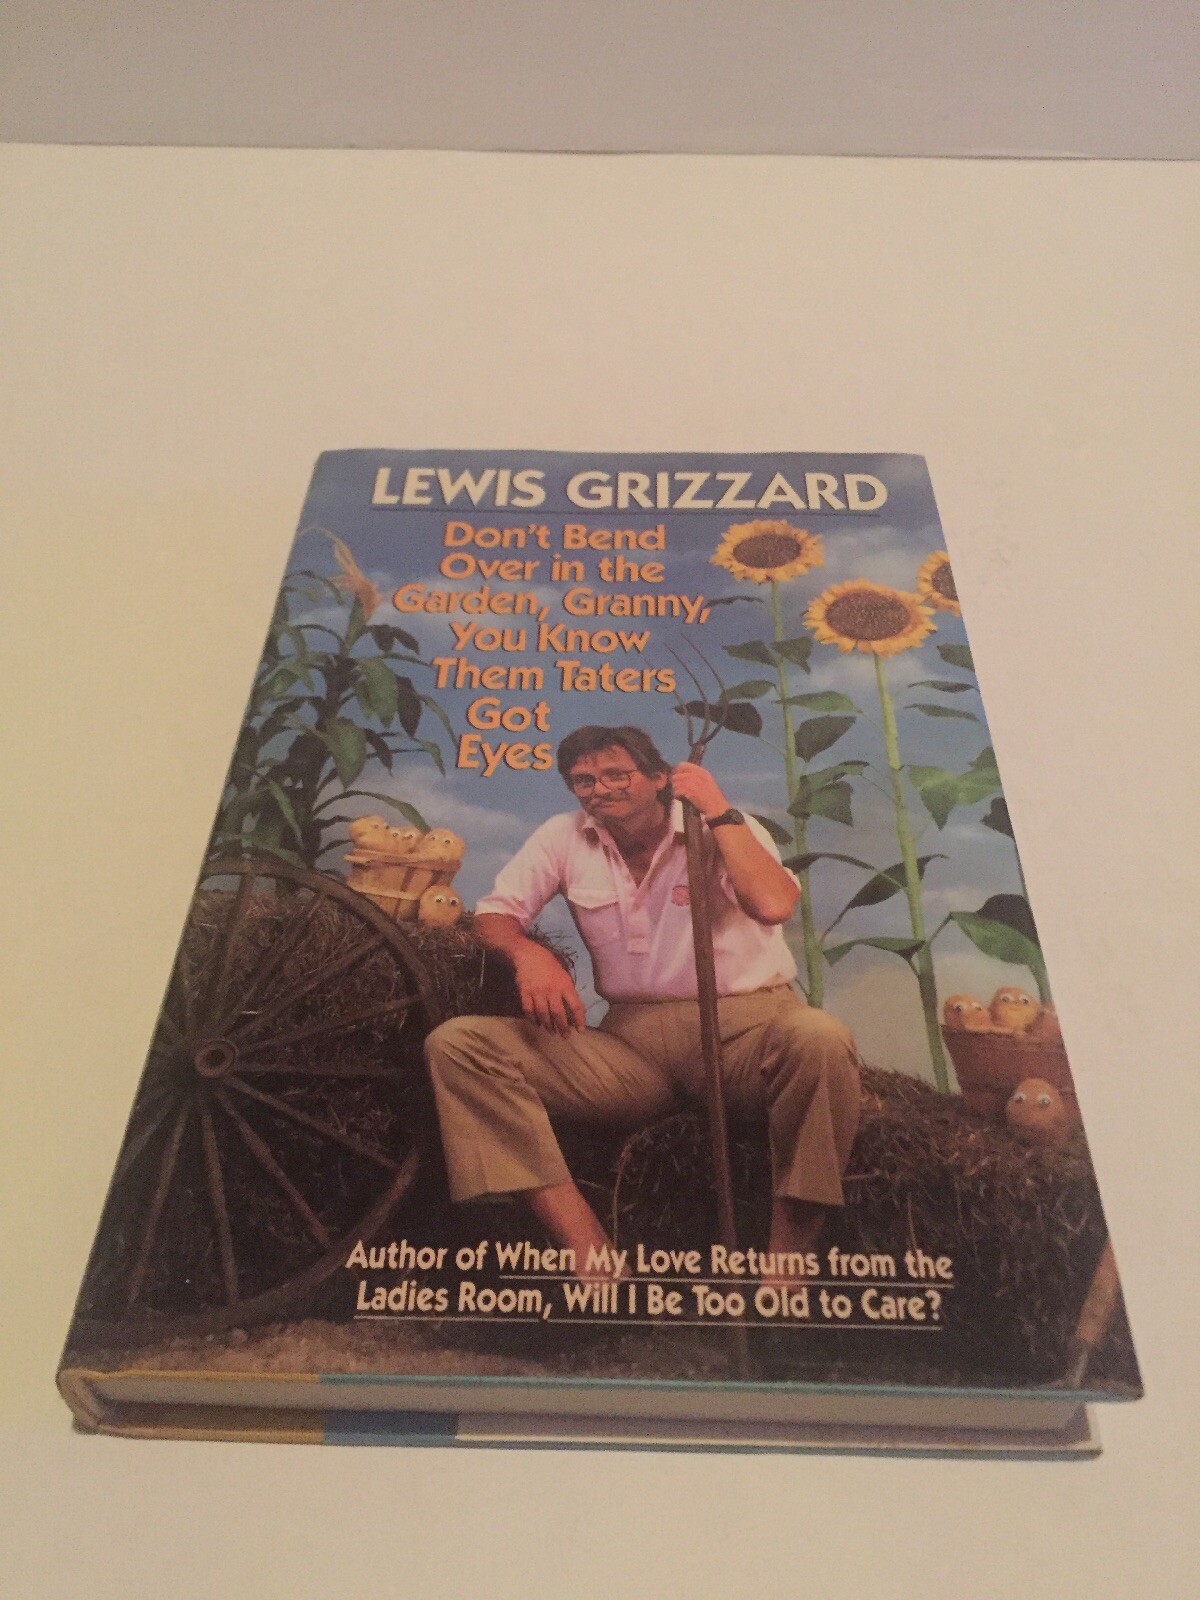 LEWIS GRIZZARD
Don't Bend
Over in the
Garden, Granny,
You Know
Them Taters
Got
Eyes
Author of When My Love Returns from the
Ladies Room, Will I Be Too Old to Care?